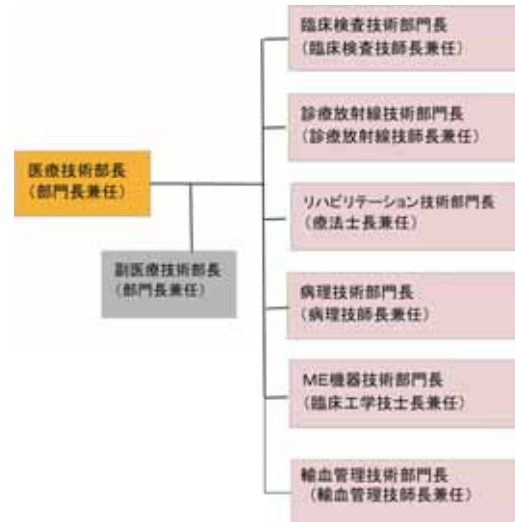 臨床検査技術部門長
(臨床検査技師長兼任)
診療放射線技術部門長
(診療放射線技師長兼任)
医療技術部長
(部門長兼任)
リハビリテーション技術部門長
(療法士長兼任)
副医療技術部長
(部門長兼任)
病理技術部門長
(病理技師長兼任)
ME機器技術部門長
(臨床工学技士長兼任)
輸血管理技術部門長
(輸血管理技師長兼任)